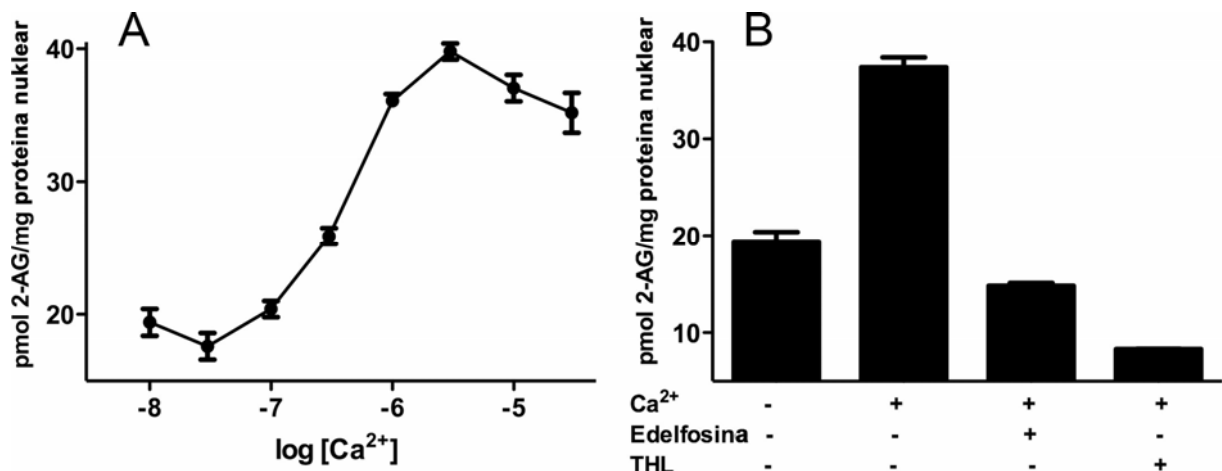 A
pmol 2-AG/mg proteina nuklear
40
30
20
-8 -7 -6 -5
log [Ca²⁺]
B
pmol 2-AG/mg proteina nuklear
40
30
20
10
Ca²⁺ - + + +
Edelfosina - - + -
THL - - - +